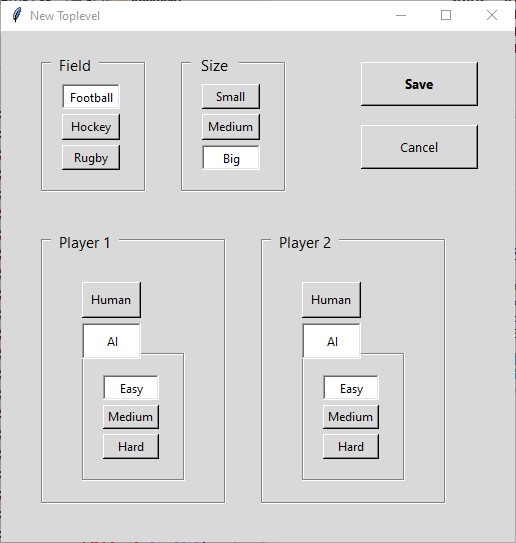 New Toplevel
Field
Football
Hockey
Rugby
Size
Small
Medium
Big
Save
Cancel
Player 1
Human
AI
Easy
Medium
Hard
Player 2
Human
AI
Easy
Medium
Hard